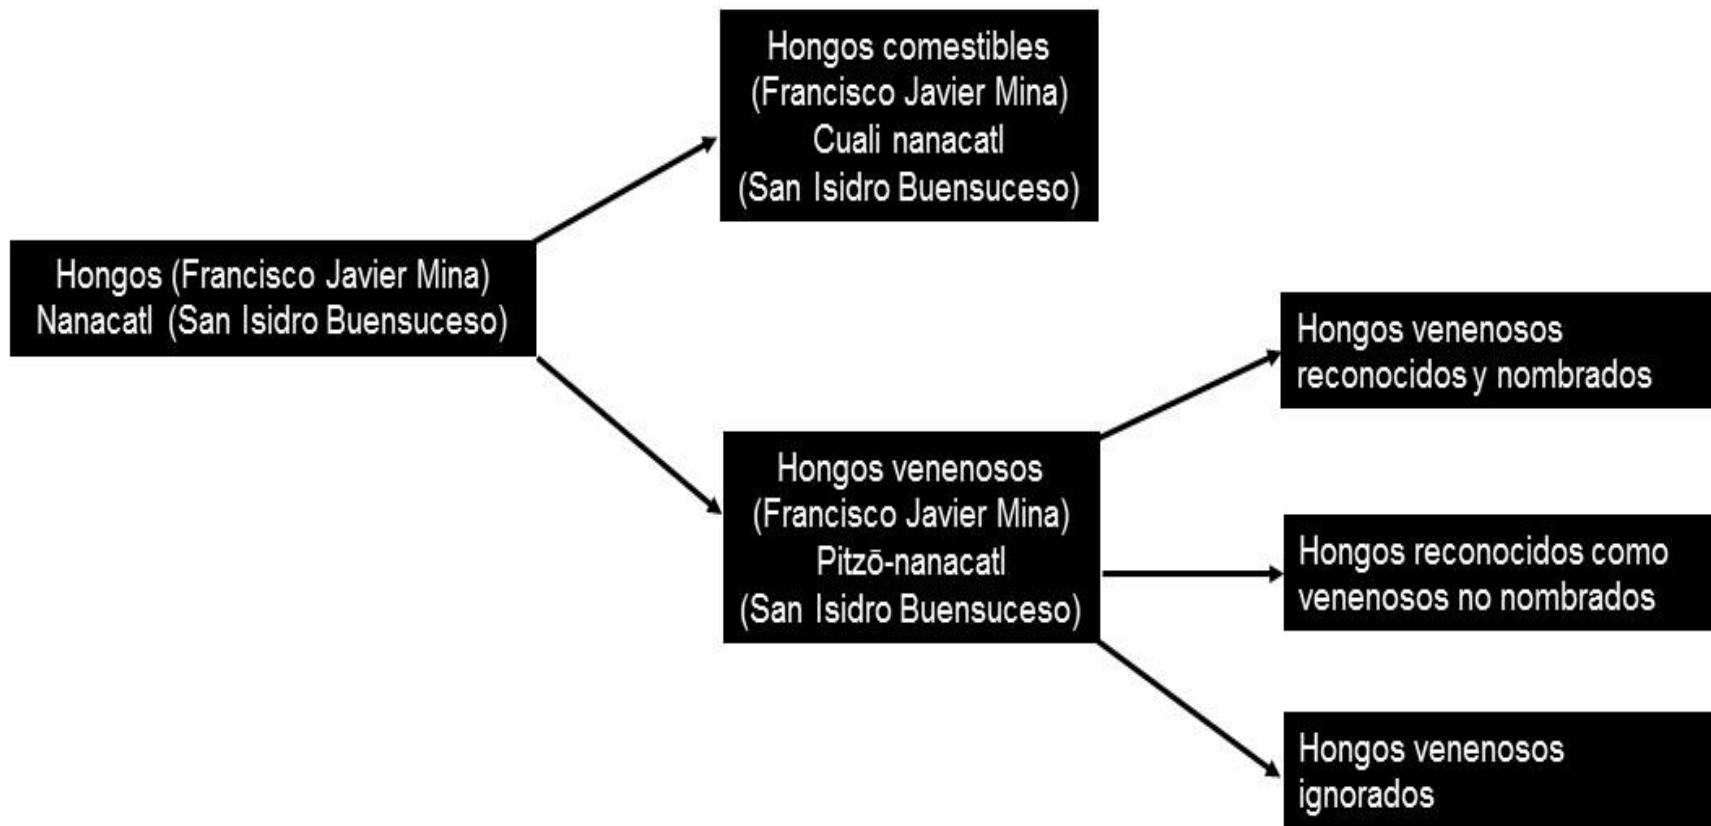 Hongos comestibles
(Francisco Javier Mina)
Cuali nanacatl
(San Isidro Buensuceso)
Hongos (Francisco Javier Mina)
Nanacatl (San Isidro Buensuceso)
Hongos venenosos
reconocidos y nombrados
Hongos venenosos
(Francisco Javier Mina)
Pitzō-nanacatl
(San Isidro Buensuceso)
Hongos reconocidos como
venenosos no nombrados
Hongos venenosos
ignorados